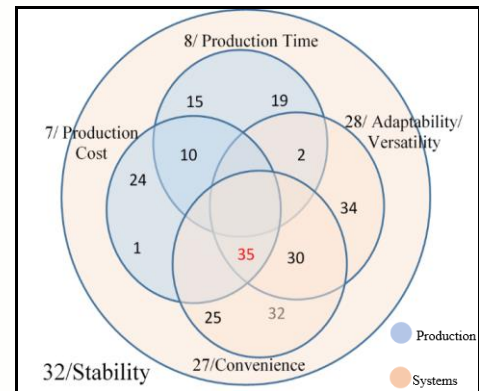 8/ Production Time
15
19
7/ Production
Cost
28/ Adaptability/
Versatility
10
2
24
34
1
35
30
25
32
27/Convenience
32/Stability
Production
Systems